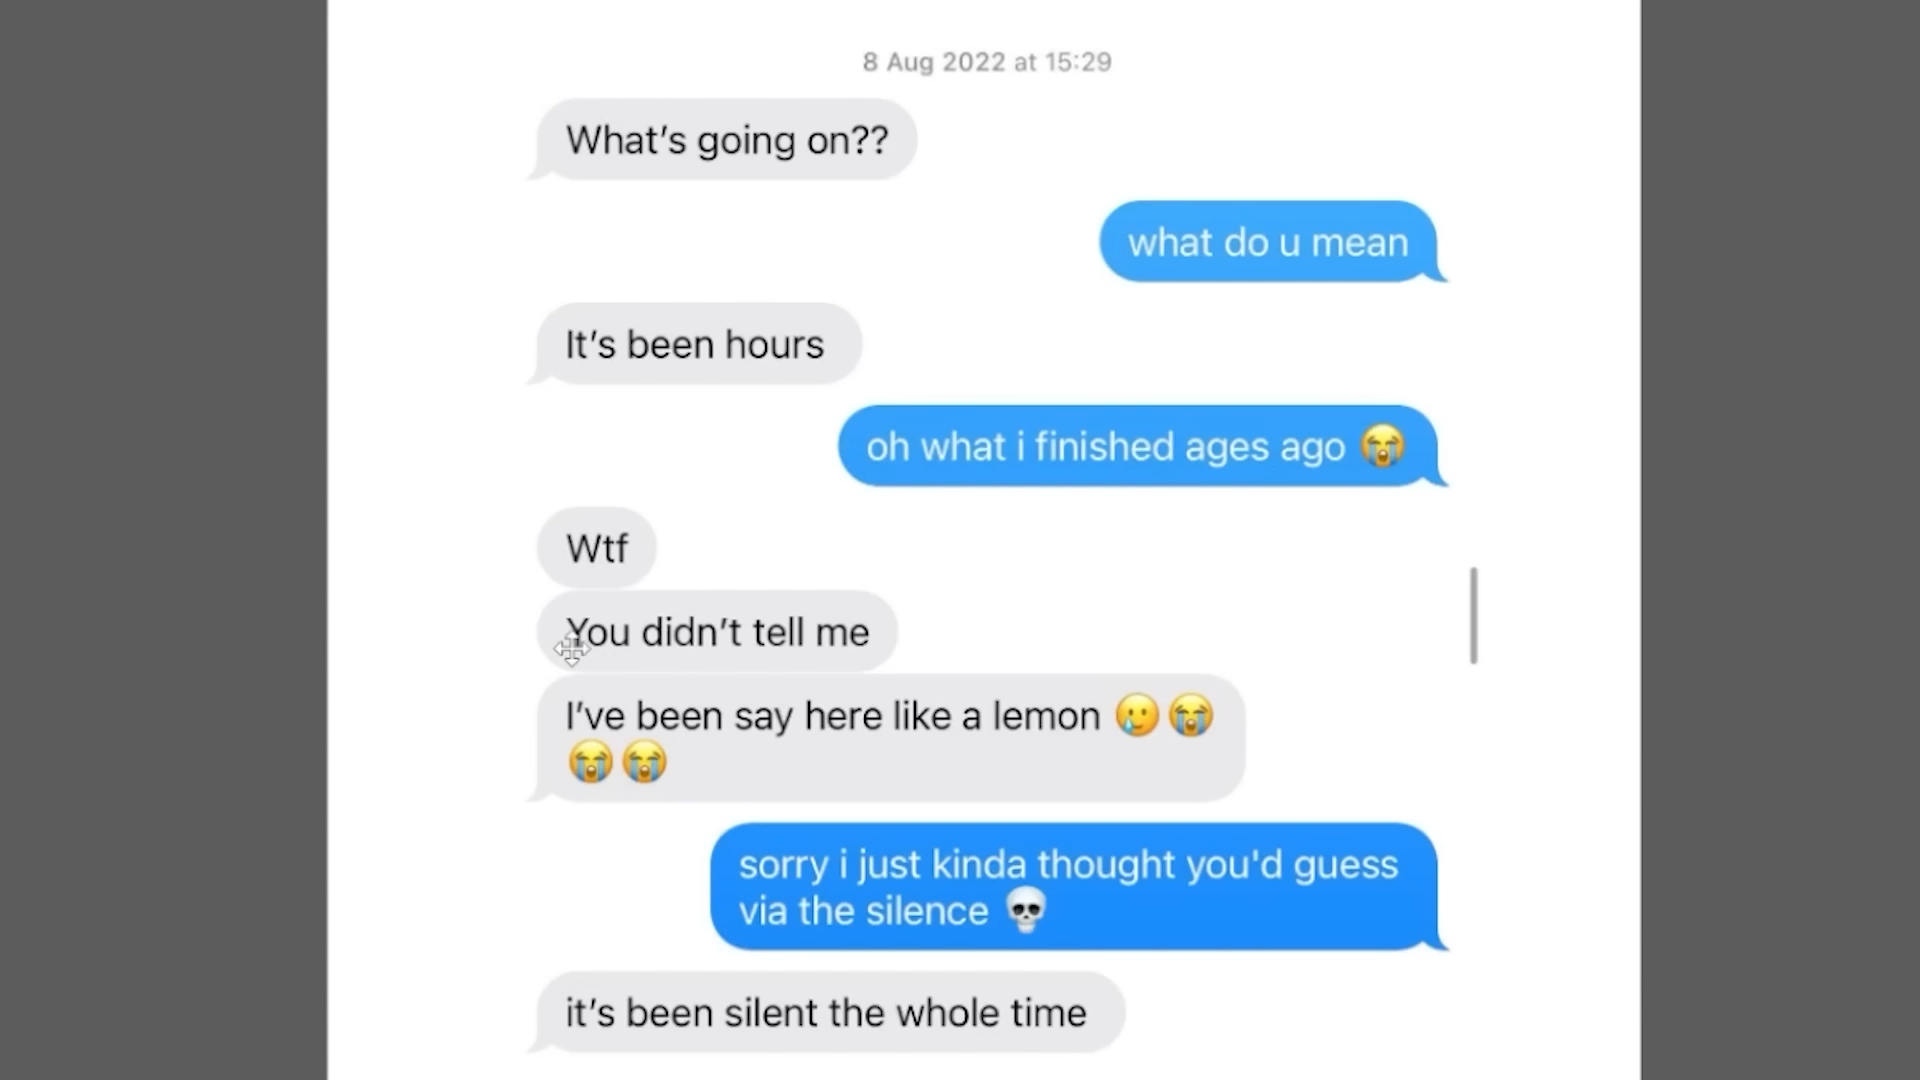 8 Aug 2022 at 15:29
What’s going on??
what do u mean
It’s been hours
oh what i finished ages ago 😭
Wtf
You didn’t tell me
I’ve been say here like a lemon 🥲😭
😭😭
sorry i just kinda thought you'd guess
via the silence 💀
it’s been silent the whole time